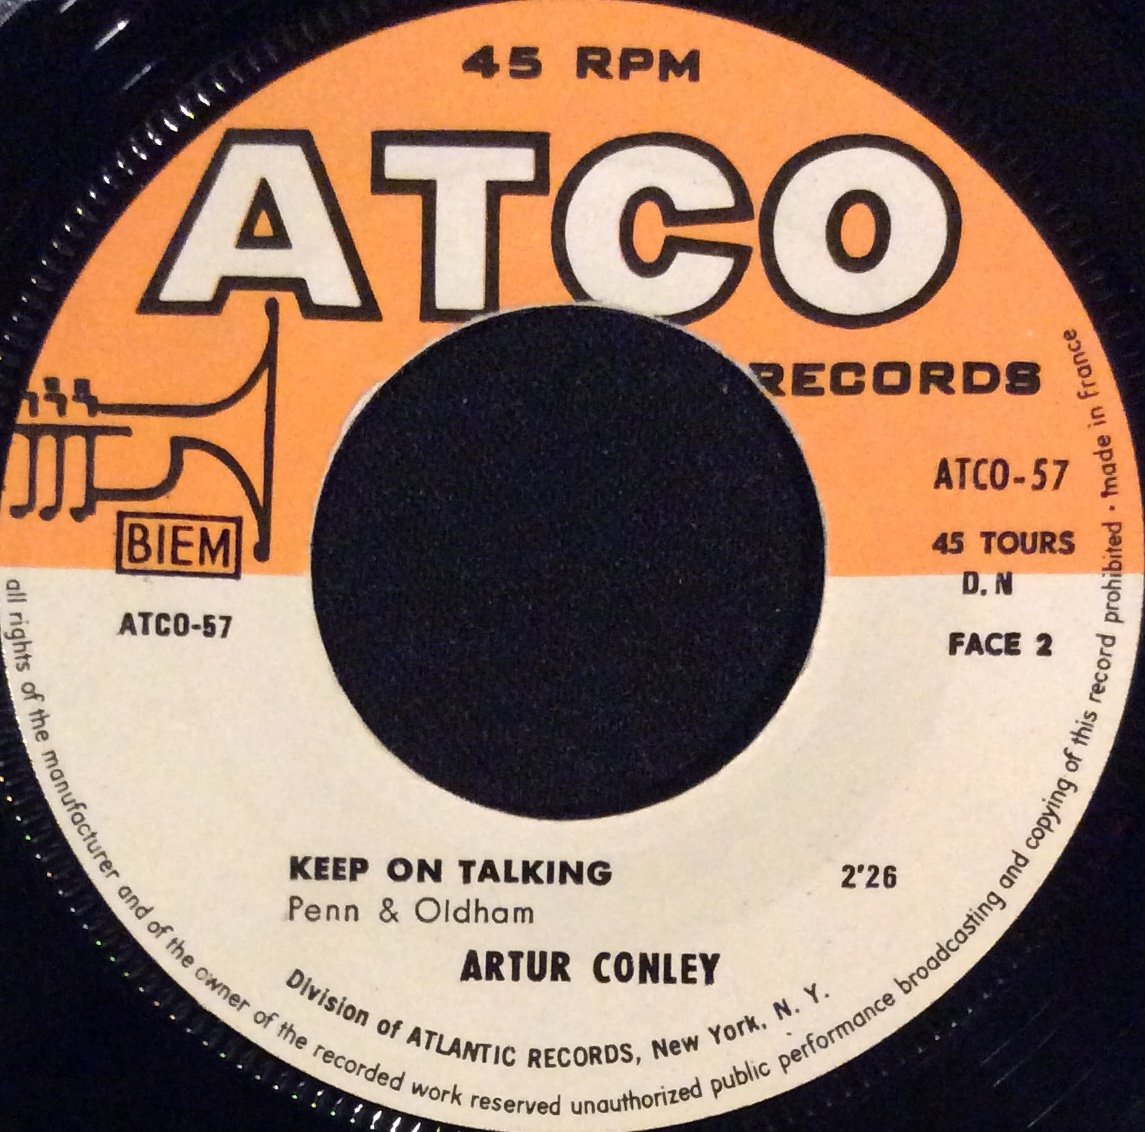 45 RPM
ATCO
RECORDS
ATCO-57
45 TOURS
BIEM
D. N
ATCO-57
FACE 2
KEEP ON TALKING 2'26
Penn & Oldham
ARTUR CONLEY
Division of ATLANTIC RECORDS, New York, N. Y.
all rights of the manufacturer and of the owner of the recorded work reserved unauthorized public performance broadcasting and copying of this record prohibited · made in France